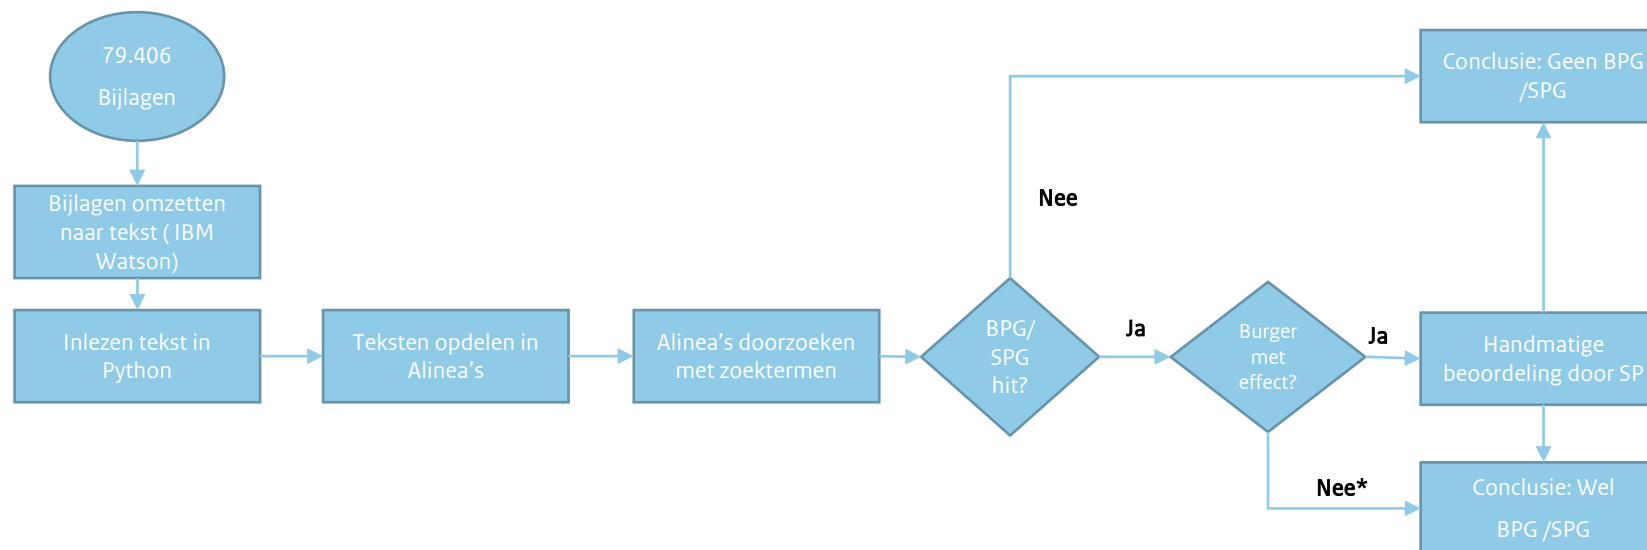 79.406
Bijlagen
Bijlagen omzetten
naar tekst ( IBM
Watson)
Inlezen tekst in
Python
Teksten opdelen in
Alinea's
Alinea's doorzoeken
met zoektermen
BPG/
SPG
hit?
Nee
Ja
Burger
met
effect?
Ja
Nee*
Conclusie: Geen BPG
/SPG
Handmatige
beoordeling door SP
Conclusie: Wel
BPG /SPG